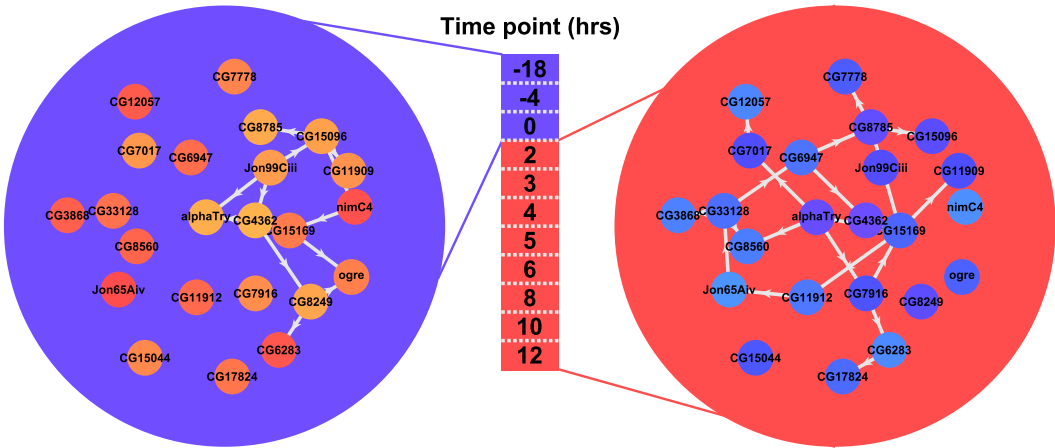 Time point (hrs)
-18
-4
0
2
3
4
5
6
8
10
12
CG7778
CG12057
CG8785
CG15096
CG7017
CG6947
Jon99Ciii
CG11909
nimC4
CG3868
CG33128
alphaTry
CG4362
G15169
CG8560
ogre
Jon65Aiv
CG11912
CG7916
CG8249
CG6283
CG15044
CG17824
CG7778
CG12057
CG8785
CG15096
CG7017
CG6947
Jon99Ciii
CG11909
nimC4
CG3868
CG33128
alphaTry
CG4362
CG15169
CG8560
ogre
Jon65Aiv
CG11912
CG7916
CG8249
CG6283
CG15044
CG17824